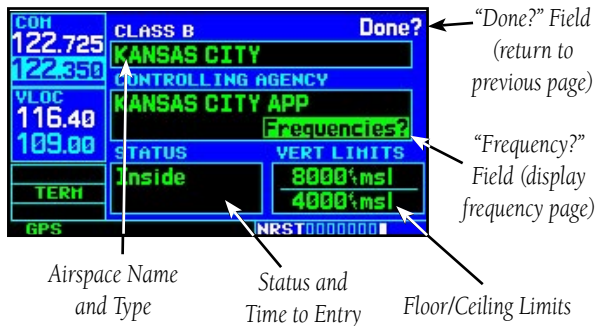 COM
122.725
122.350
VLOC
116.40
109.00
TERM
GPS
CLASS B
Done?
KANSAS CITY
CONTROLLING AGENCY
KANSAS CITY APP
Frequencies?
STATUS
Inside
VERT LIMITS
8000ft msl
4000ft msl
NRST
“Done?” Field
(return to
previous page)
“Frequency?”
Field (display
frequency page)
Airspace Name
and Type
Status and
Time to Entry
Floor/Ceiling Limits